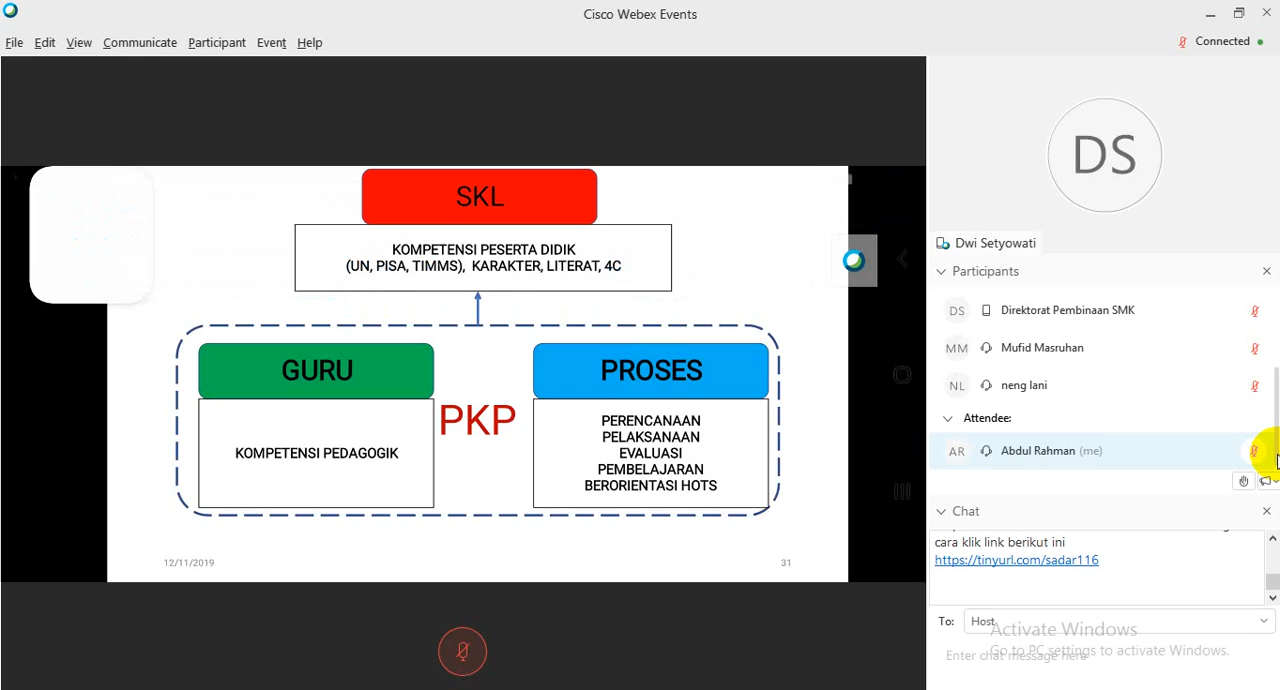 Cisco Webex Events
File Edit View Communicate Participant Event Help
Connected
SKL
KOMPETENSI PESERTA DIDIK
(UN, PISA, TIMMS), KARAKTER, LITERAT, 4C
GURU
PROSES
PKP
KOMPETENSI PEDAGOGIK
PERENCANAAN
PELAKSANAAN
EVALUASI
PEMBELAJARAN
BERORIENTASI HOTS
12/11/2019
31
DS
Dwi Setyowati
Participants
DS Direktorat Pembinaan SMK
MM Mufid Masruhan
NL neng lani
Attendee:
AR Abdul Rahman (me)
Chat
cara klik link berikut ini
https://tinyurl.com/sadar116
To: Host
Activate Windows
Go to PC settings to activate Windows.
Enter chat message here